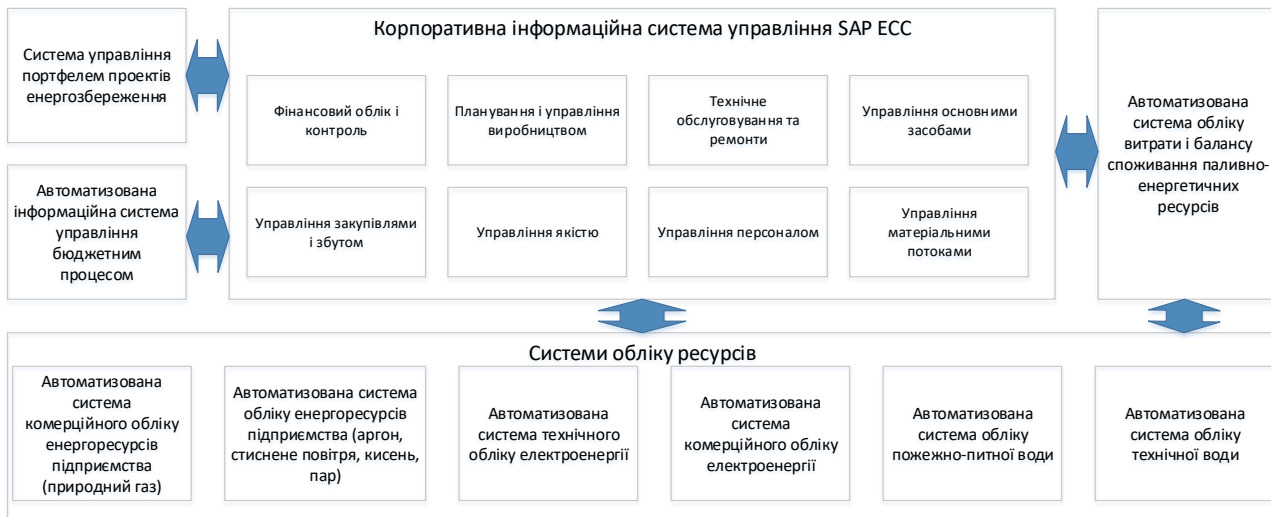 Корпоративна інформаційна система управління SAP ECC
Система управління
портфелем проектів
енергозбереження
Фінансовий облік і
контроль
Планування і управління
виробництвом
Технічне
обслуговування та
ремонти
Управління основними
засобами
Автоматизована
система обліку
витрати і балансу
споживання паливно-
енергетичних
ресурсів
Автоматизована
інформаційна система
управління
бюджетним
процесом
Управління закупівлями
і збутом
Управління якістю
Управління персоналом
Управління
матеріальними
потоками
Системи обліку ресурсів
Автоматизована
система
комерційного обліку
енергоресурсів
підприємства
(природний газ)
Автоматизована система
обліку енергоресурсів
підприємства (аргон,
стиснене повітря, кисень,
пар)
Автоматизована
система технічного
обліку електроенергії
Автоматизована
система
комерційного обліку
електроенергії
Автоматизована
система обліку
пожежно-питної води
Автоматизована
система обліку
технічної води